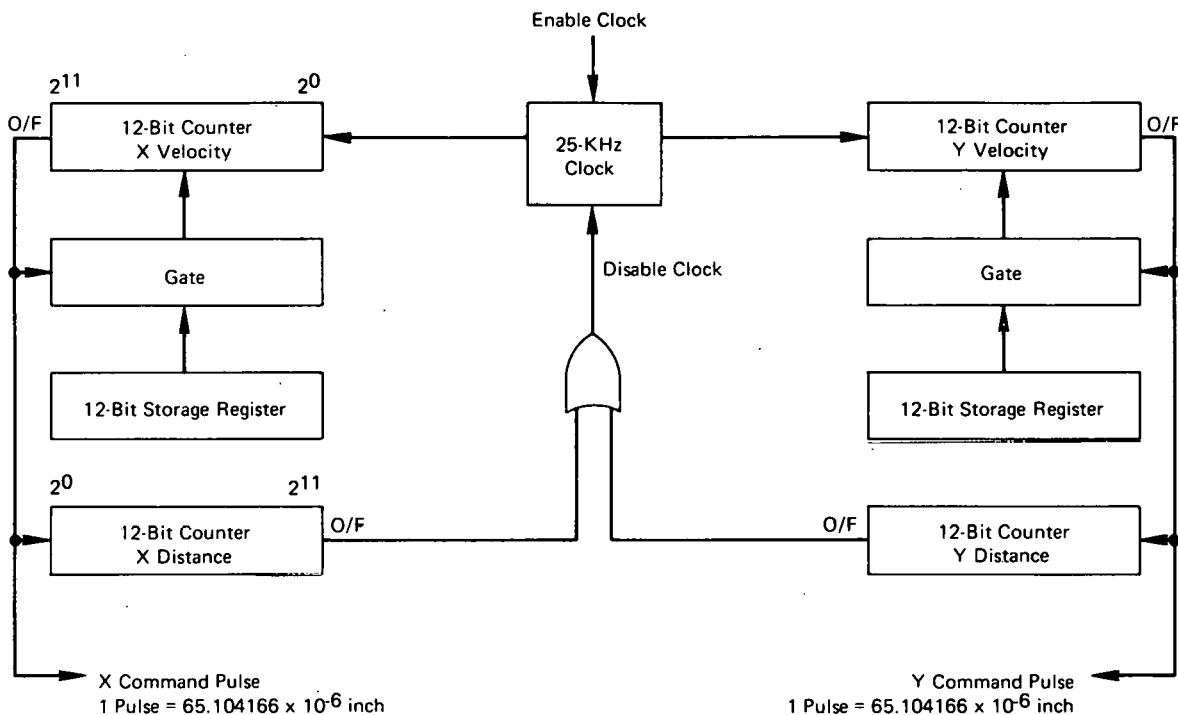 Enable Clock
2^11
2^0
O/F
12-Bit Counter
X Velocity
25-KHz
Clock
12-Bit Counter
Y Velocity
O/F
Gate
Disable Clock
Gate
12-Bit Storage Register
12-Bit Storage Register
2^0
2^11
12-Bit Counter
X Distance
O/F
O/F
12-Bit Counter
Y Distance
X Command Pulse
1 Pulse = 65.104166 x 10^-6 inch
Y Command Pulse
1 Pulse = 65.104166 x 10^-6 inch